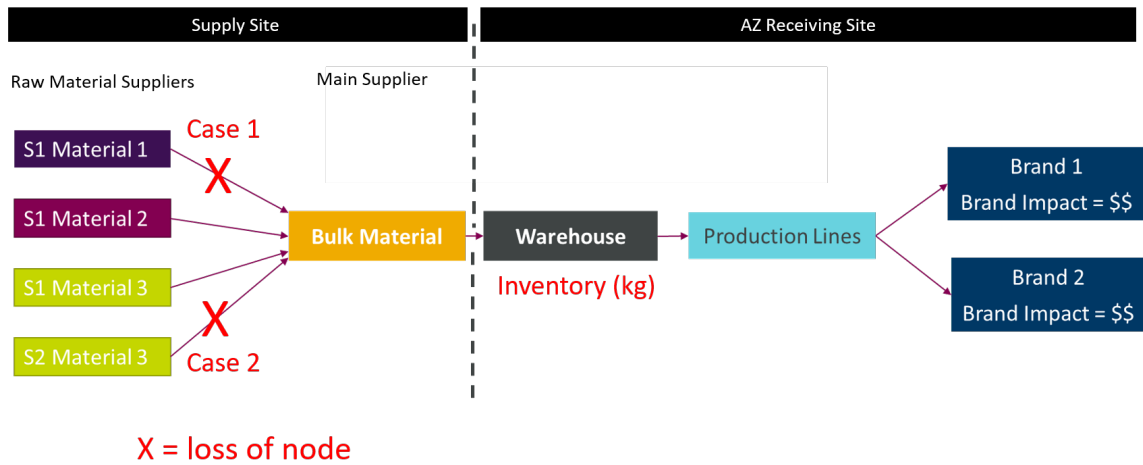 Supply Site
AZ Receiving Site
Raw Material Suppliers
Main Supplier
Case 1
X
S1 Material 1
S1 Material 2
S1 Material 3
S2 Material 3
X
Case 2
Bulk Material
Warehouse
Inventory (kg)
Production Lines
Brand 1
Brand Impact = $$
Brand 2
Brand Impact = $$
X = loss of node